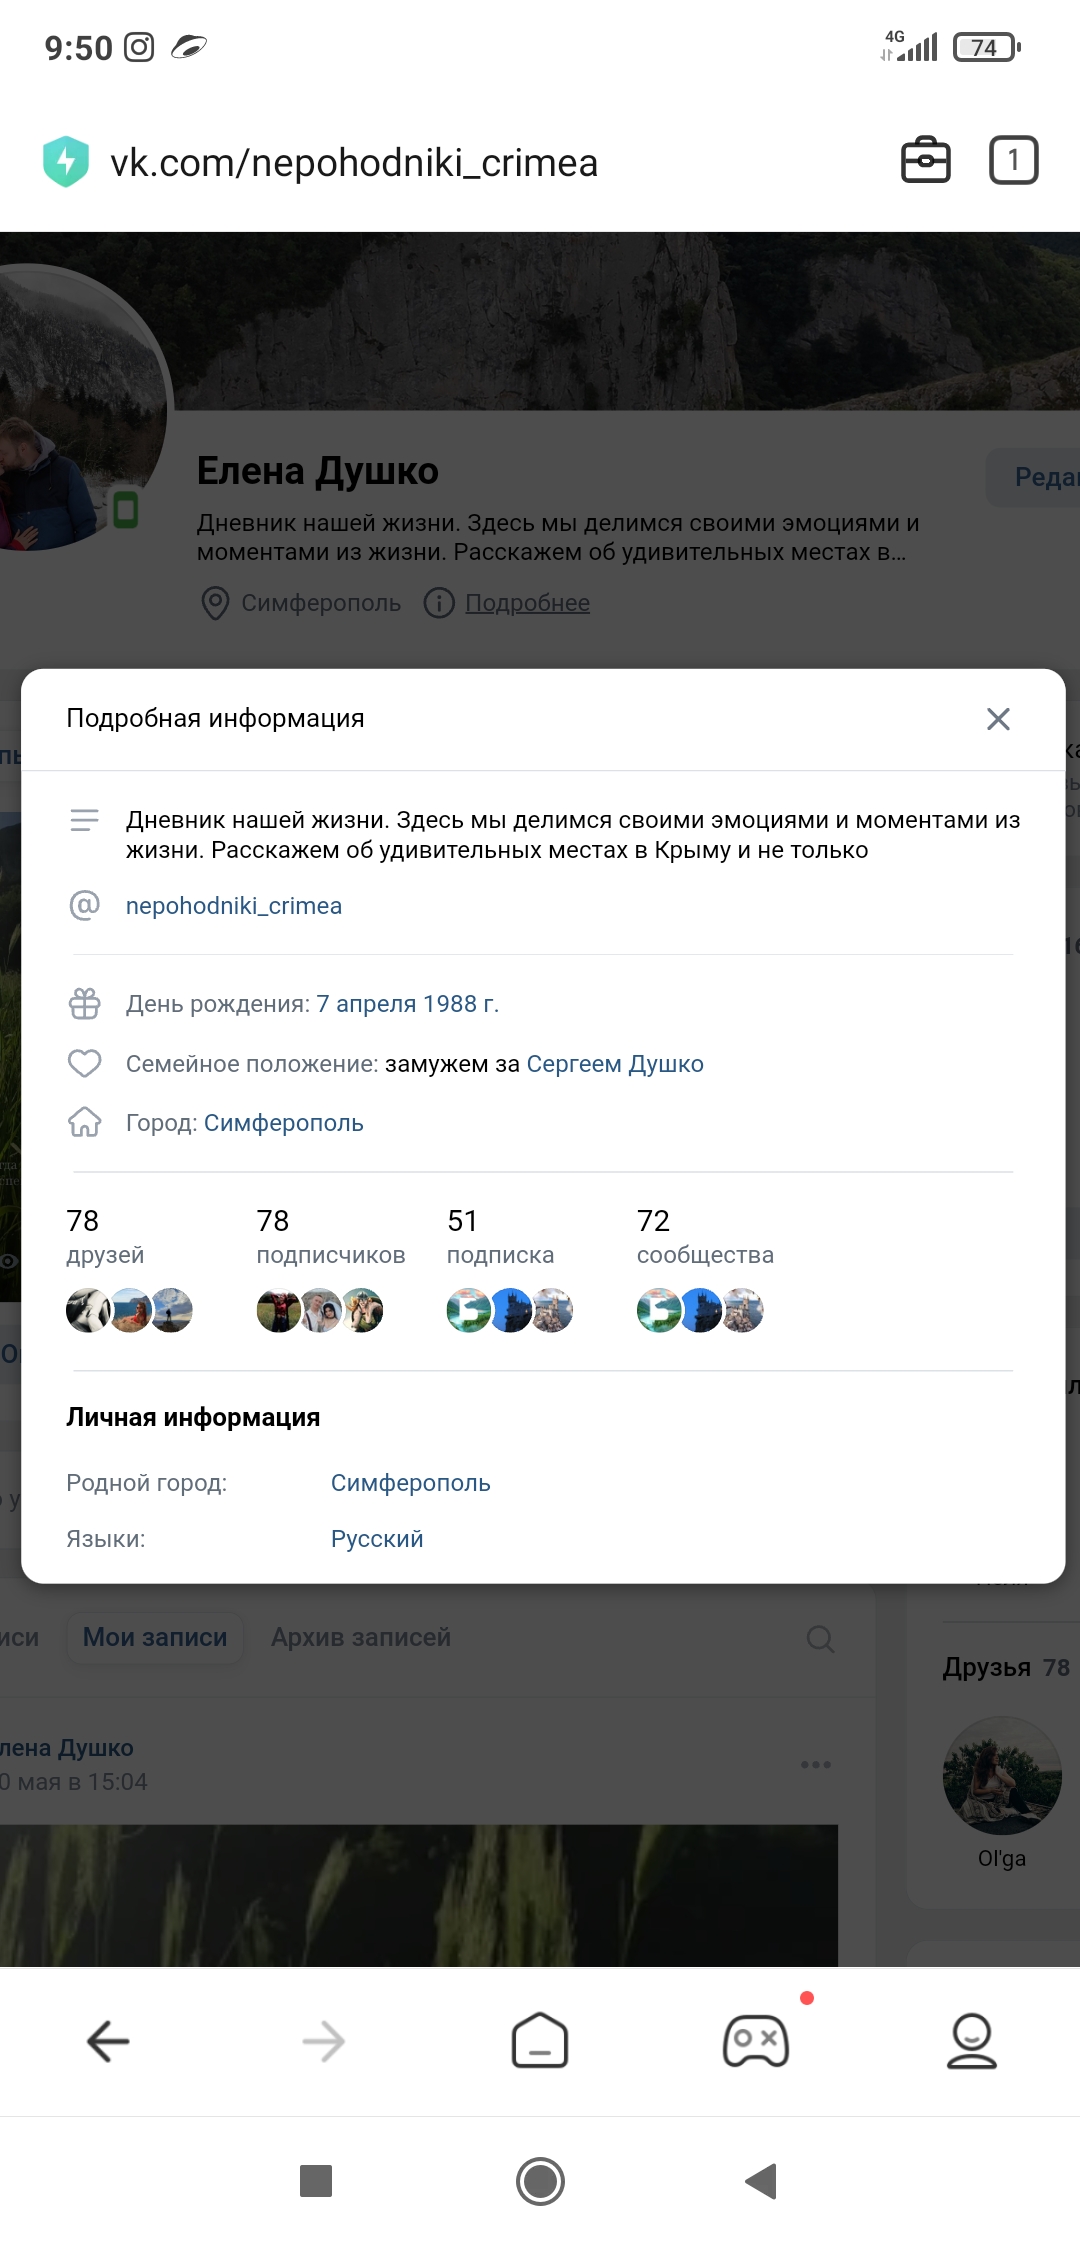 9:50
4G
74
vk.com/nepohodniki_crimea
1
Елена Душко
Дневник нашей жизни. Здесь мы делимся своими эмоциями и
моментами из жизни. Расскажем об удивительных местах в...
Симферополь
Подробнее
Подробная информация
Дневник нашей жизни. Здесь мы делимся своими эмоциями и моментами из
жизни. Расскажем об удивительных местах в Крыму и не только
nepohodniki_crimea
День рождения: 7 апреля 1988 г.
Семейное положение: замужем за Сергеем Душко
Город: Симферополь
78 78 51 72
друзей подписчиков подписка сообщества
Личная информация
Родной город: Симферополь
Языки: Русский
Мои записи Архив записей
Друзья 78
лена Душко
0 мая в 15:04
Ol'ga